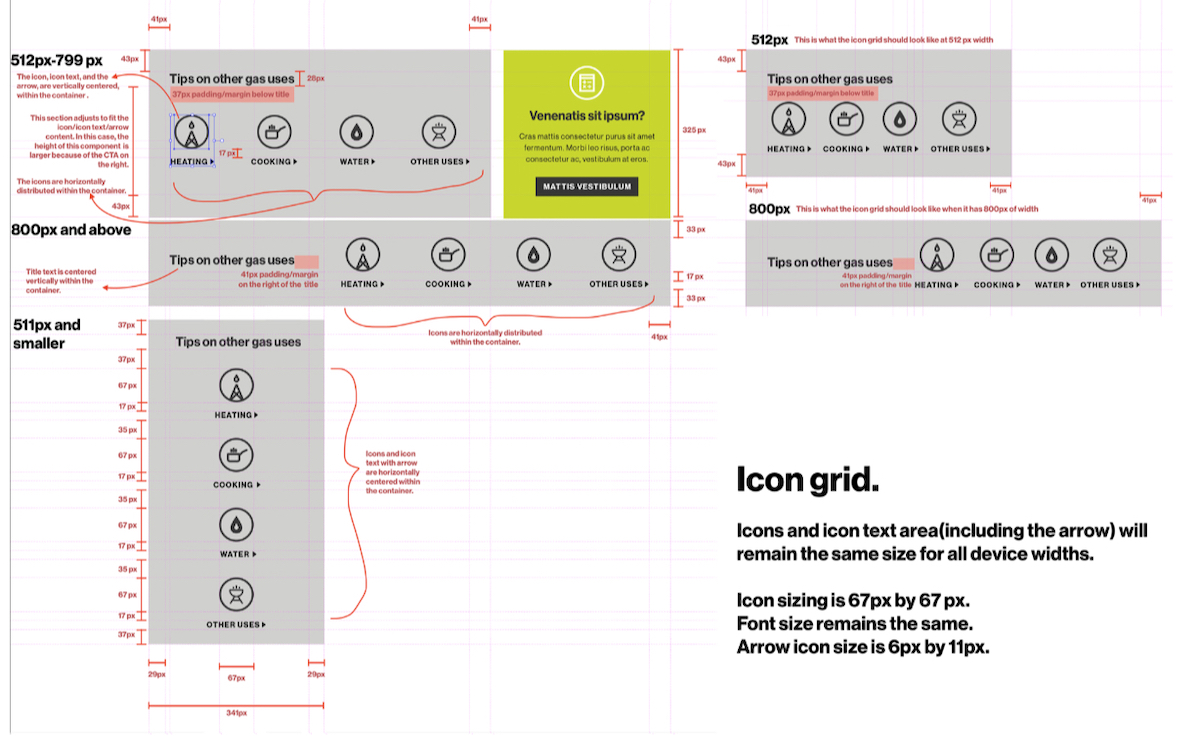 41px
41px
512px-799 px
43px
The icon, icon text, and the
arrow, are vertically centered,
within the container .
This section adjusts to fit the
icon/icon text/arrow
content. In this case, the
height of this component is
larger because of the CTA on
the right.
The icons are horizontally
distributed within the container.
43px
Tips on other gas uses
28px
37px padding/margin below title
17 px
HEATING
COOKING
WATER
OTHER USES
Venenatis sit ipsum?
Cras mattis consectetur purus sit amet
fermentum. Morbi leo risus, porta ac
consectetur ac, vestibulum at eros.
MATTIS VESTIBULUM
325 px
800px and above
Title text is centered
vertically within the
container.
Tips on other gas uses
41px padding/margin
on the right of the title
HEATING
COOKING
WATER
OTHER USES
33 px
17 px
33 px
Icons are horizontally distributed
within the container.
41px
511px and
smaller
37px
37px
67 px
17 px
35 px
67 px
17 px
35 px
67 px
17 px
35 px
67 px
17 px
37px
Tips on other gas uses
HEATING
COOKING
WATER
OTHER USES
Icons and icon
text with arrow
are horizontally
centered within
the container.
29px
67px
29px
341px
512px
This is what the icon grid should look like at 512 px width
43px
Tips on other gas uses
37px padding/margin below title
HEATING
COOKING
WATER
OTHER USES
43px
41px
41px
41px
800px
This is what the icon grid should look like when it has 800px of width
Tips on other gas uses
41px padding/margin
on the right of the title
HEATING
COOKING
WATER
OTHER USES
Icon grid.
Icons and icon text area(including the arrow) will
remain the same size for all device widths.
Icon sizing is 67px by 67 px.
Font size remains the same.
Arrow icon size is 6px by 11px.